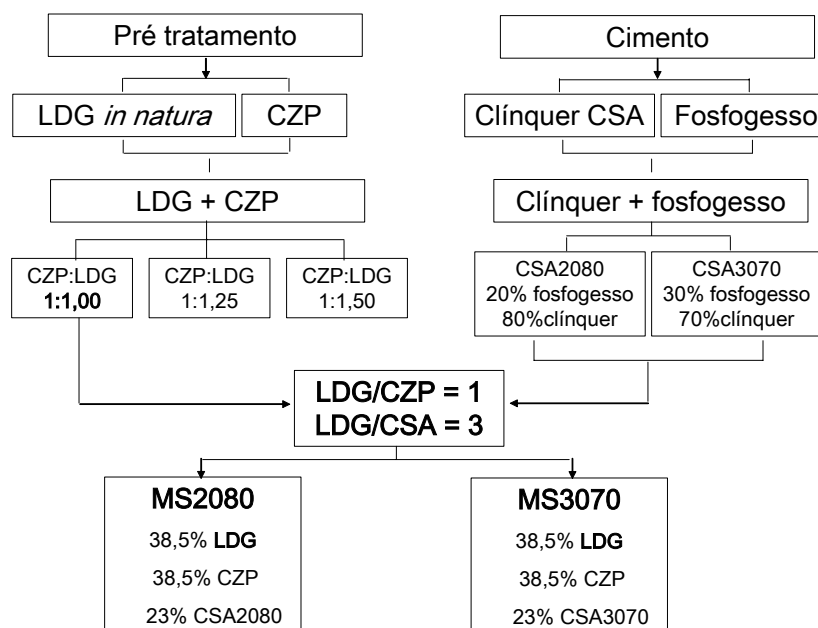 Pré tratamento
Cimento
LDG in natura
CZP
Clínquer CSA
Fosfogesso
LDG + CZP
Clínquer + fosfogesso
CZP:LDG
1:1,00
CZP:LDG
1:1,25
CZP:LDG
1:1,50
CSA2080
20% fosfogesso
80%clínquer
CSA3070
30% fosfogesso
70%clínquer
LDG/CZP = 1
LDG/CSA = 3
MS2080
38,5% LDG
38,5% CZP
23% CSA2080
MS3070
38,5% LDG
38,5% CZP
23% CSA3070